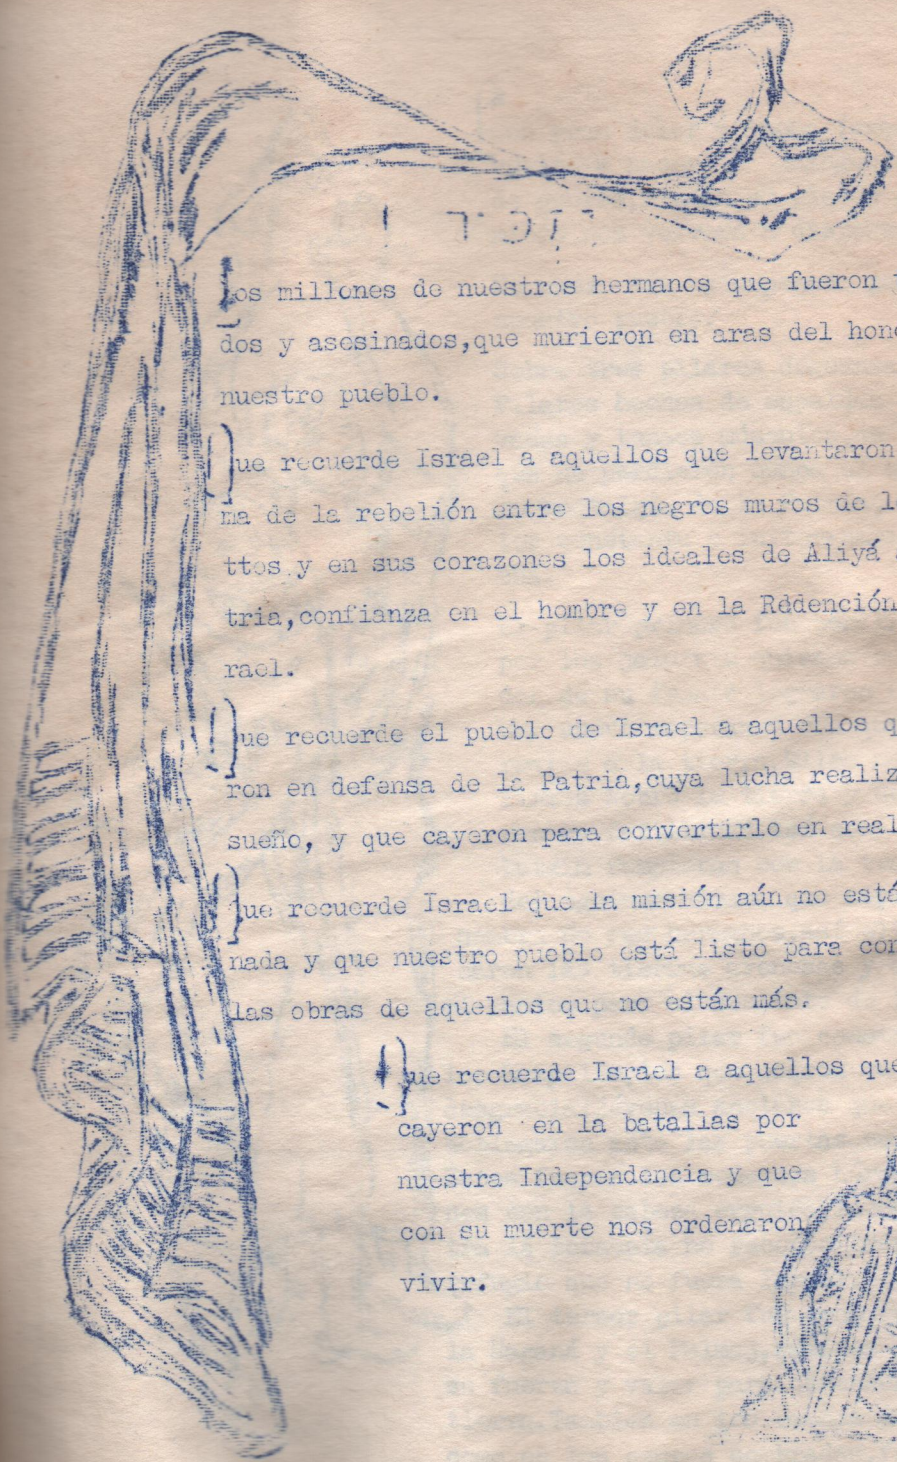 Los millones de nuestros hermanos que fueron
dos y asesinados,que murieron en aras del hono
nuestro pueblo.
Que recuerde Israel a aquellos que levantaron
ma de la rebelión entre los negros muros de l
ttos y en sus corazones los ideales de Aliyá
tria,confianza en el hombre y en la Rddención
rael.
Que recuerde el pueblo de Israel a aquellos q
ron en defensa de la Patria,cuya lucha realiz
sueño, y que cayeron para convertirlo en real
Que recuerde Israel que la misión aún no está
nada y que nuestro pueblo está listo para con
las obras de aquellos que no están más.
Que recuerde Israel a aquellos que
cayeron en la batallas por
nuestra Independencia y que
con su muerte nos ordenaron
vivir.